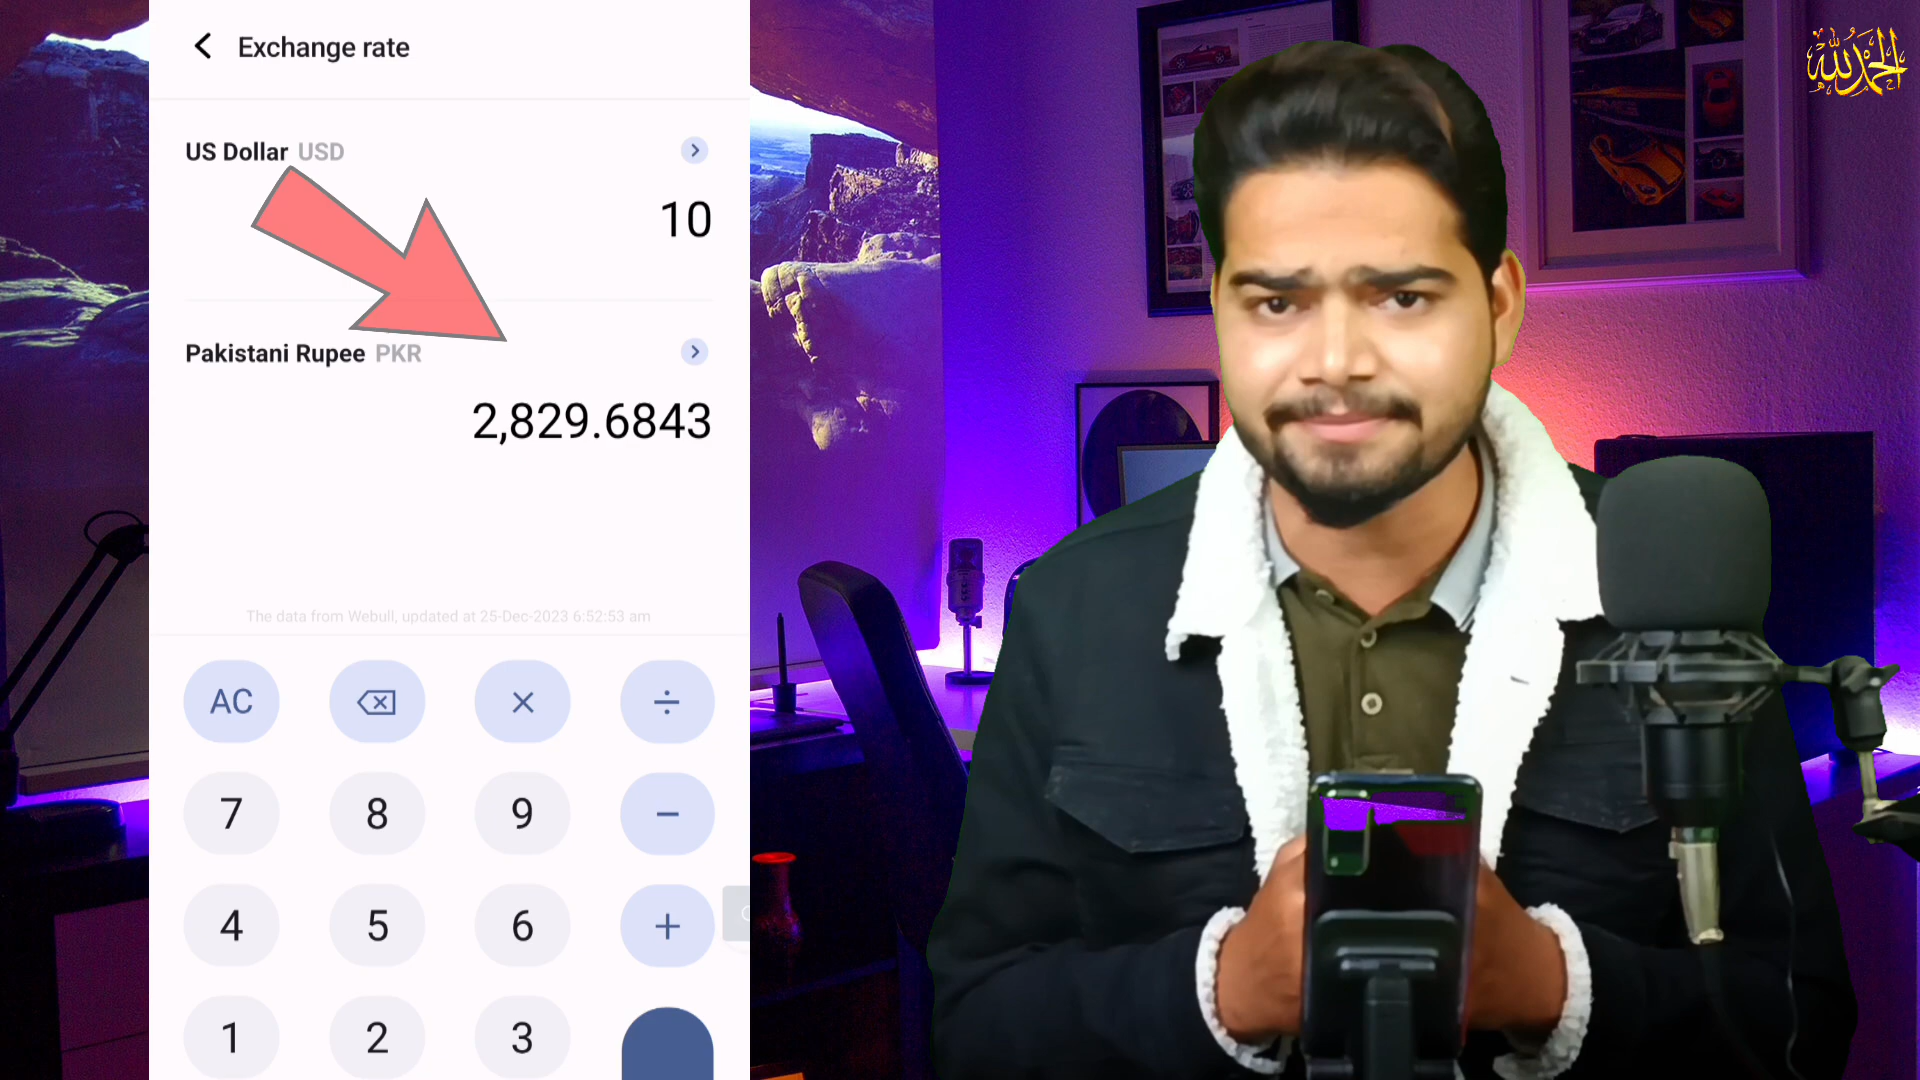 Exchange rate
US Dollar USD
10
Pakistani Rupee PKR
2,829.6843
The data from Webull, updated at 25-Dec-2023 6:52:53 am
AC × ÷
7 8 9 −
4 5 6 +
1 2 3
الحمد لله